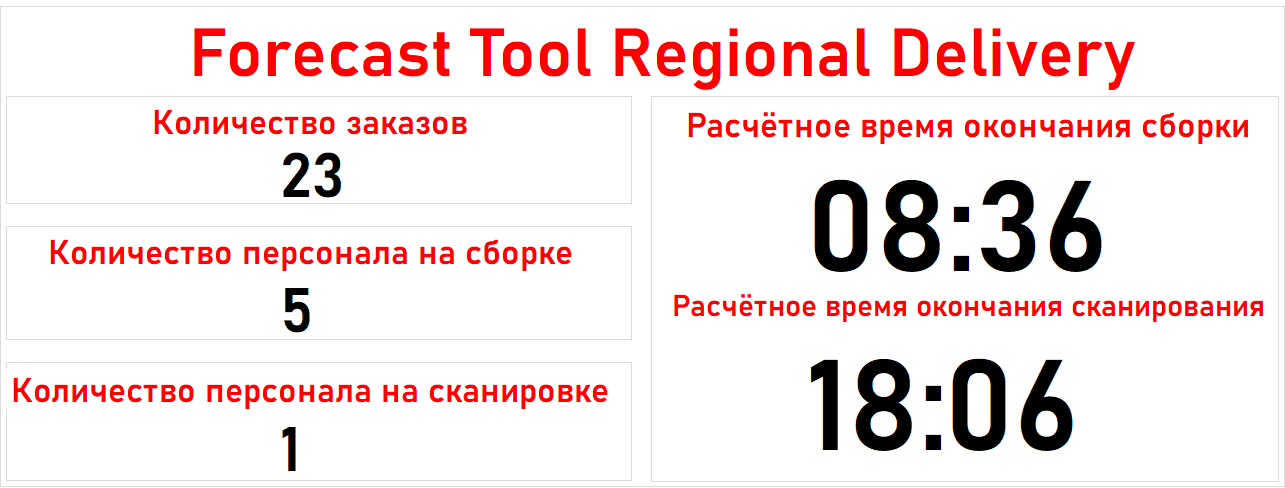 Forecast Tool Regional Delivery
Количество заказов
23
Количество персонала на сборке
5
Количество персонала на сканировке
1
Расчётное время окончания сборки
08:36
Расчётное время окончания сканирования
18:06